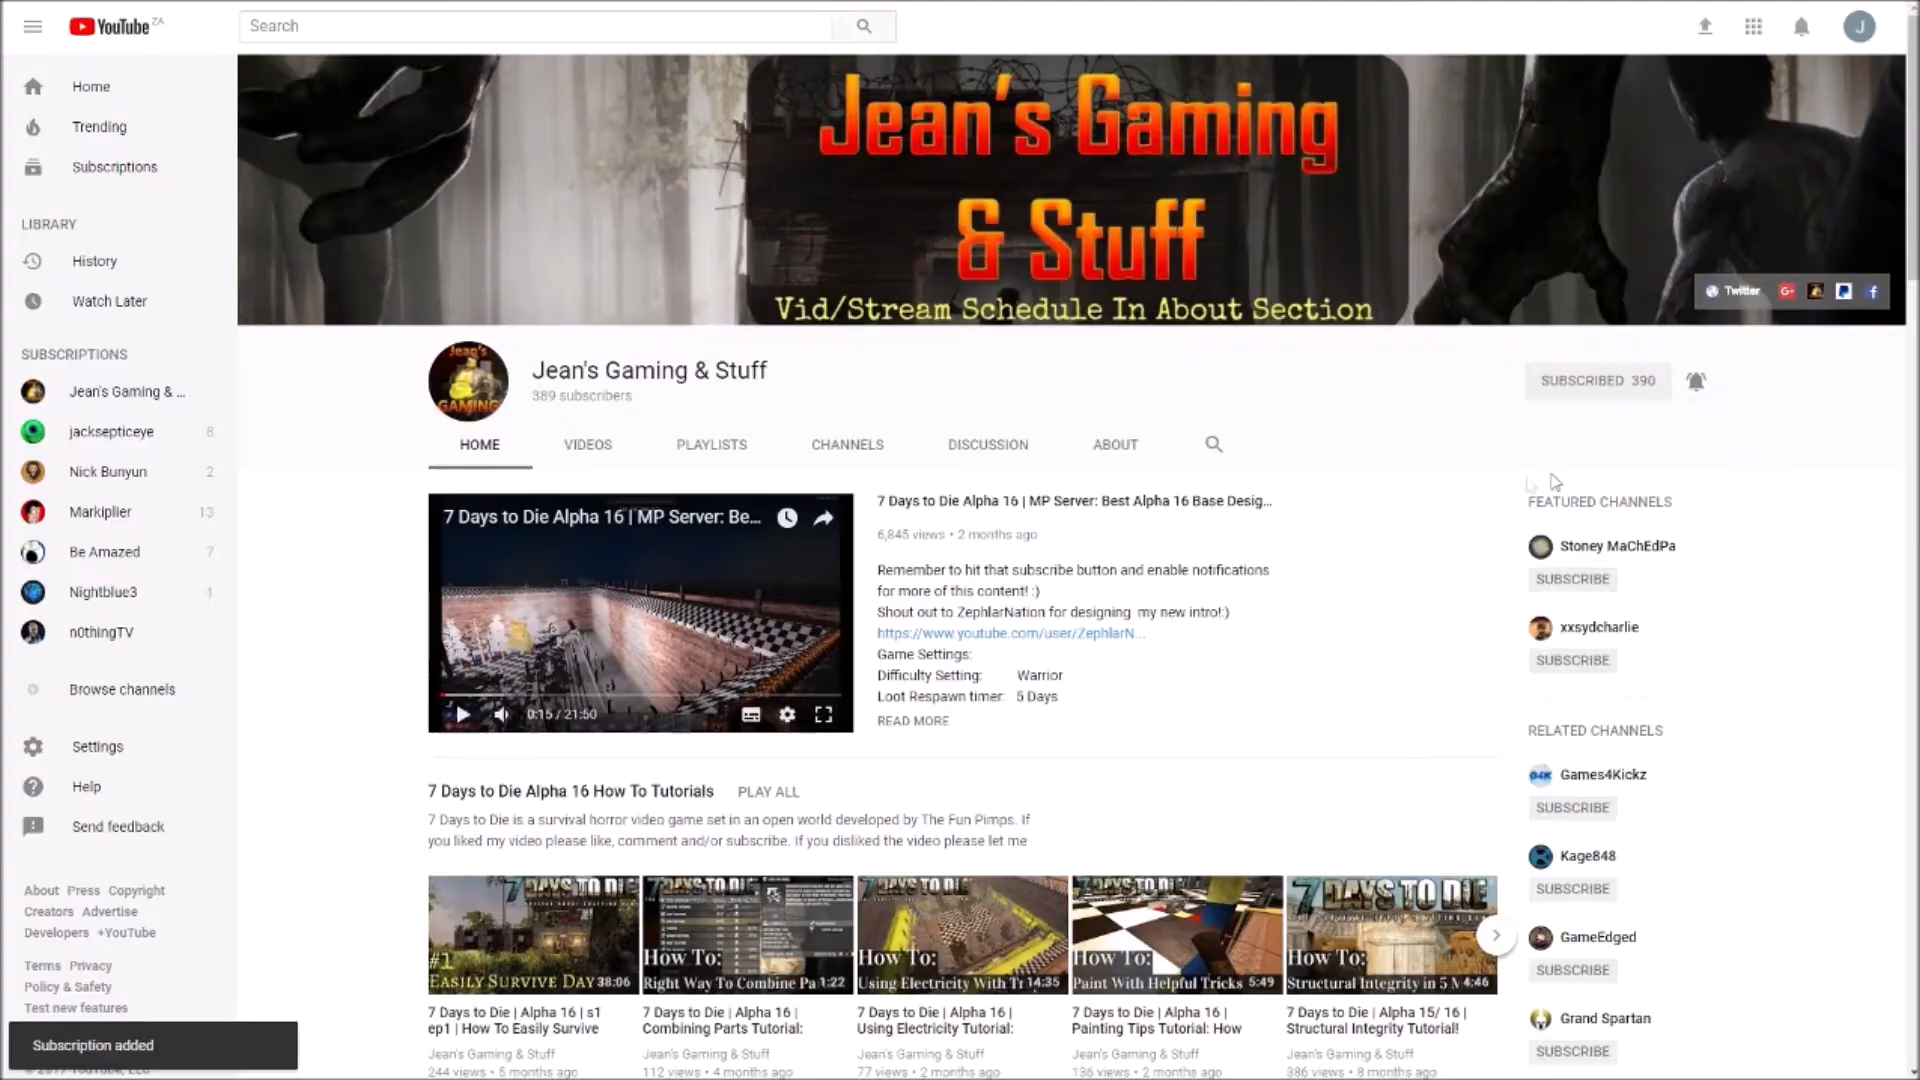 YouTube ZA
Search
J
Home
Trending
Subscriptions
LIBRARY
History
Watch Later
SUBSCRIPTIONS
Jean's Gaming & ...
jacksepticeye 8
Nick Bunyun 2
Markiplier 13
Be Amazed 7
Nightblue3 1
n0thingTV
Browse channels
Settings
Help
Send feedback
About Press Copyright
Creators Advertise
Developers +YouTube
Terms Privacy
Policy & Safety
Test new features
Subscription added
Jean's Gaming
& Stuff
Vid/Stream Schedule In About Section
Twitter
G+
Jean's
GAMING
Jean's Gaming & Stuff
389 subscribers
SUBSCRIBED 390
HOME VIDEOS PLAYLISTS CHANNELS DISCUSSION ABOUT
7 Days to Die Alpha 16 | MP Server: Be...
0:15 / 21:50
7 Days to Die Alpha 16 | MP Server: Best Alpha 16 Base Desig...
6,845 views • 2 months ago
Remember to hit that subscribe button and enable notifications
for more of this content! :)
Shout out to ZephlarNation for designing my new intro!:)
https://www.youtube.com/user/ZephlarN...
Game Settings:
Difficulty Setting: Warrior
Loot Respawn timer: 5 Days
READ MORE
7 Days to Die Alpha 16 How To Tutorials PLAY ALL
7 Days to Die is a survival horror video game set in an open world developed by The Fun Pimps. If
you liked my video please like, comment and/or subscribe. If you disliked the video please let me
7 DAYS TO DIE
#1
EASILY SURVIVE DAY 38:06
7 Days to Die | Alpha 16 | s1
ep1 | How To Easily Survive
Jean's Gaming & Stuff
244 views • 5 months ago
7 DAYS TO DIE
How To:
Right Way To Combine Pa 1:22
7 Days to Die | Alpha 16 |
Combining Parts Tutorial:
Jean's Gaming & Stuff
112 views • 4 months ago
7 DAYS TO DIE
How To:
Using Electricity With Tr 14:35
7 Days to Die | Alpha 16 |
Using Electricity Tutorial:
Jean's Gaming & Stuff
77 views • 2 months ago
7 DAYS TO DIE
How To:
Paint With Helpful Tricks 5:49
7 Days to Die | Alpha 16 |
Painting Tips Tutorial: How
Jean's Gaming & Stuff
136 views • 2 months ago
7 DAYS TO DIE
How To:
Structural Integrity in 5 M 4:46
7 Days to Die | Alpha 15/ 16 |
Structural Integrity Tutorial!
Jean's Gaming & Stuff
386 views • 8 months ago
FEATURED CHANNELS
Stoney MaChEdPa
SUBSCRIBE
xxsydcharlie
SUBSCRIBE
RELATED CHANNELS
G4K
Games4Kickz
SUBSCRIBE
Kage848
SUBSCRIBE
GameEdged
SUBSCRIBE
Grand Spartan
SUBSCRIBE